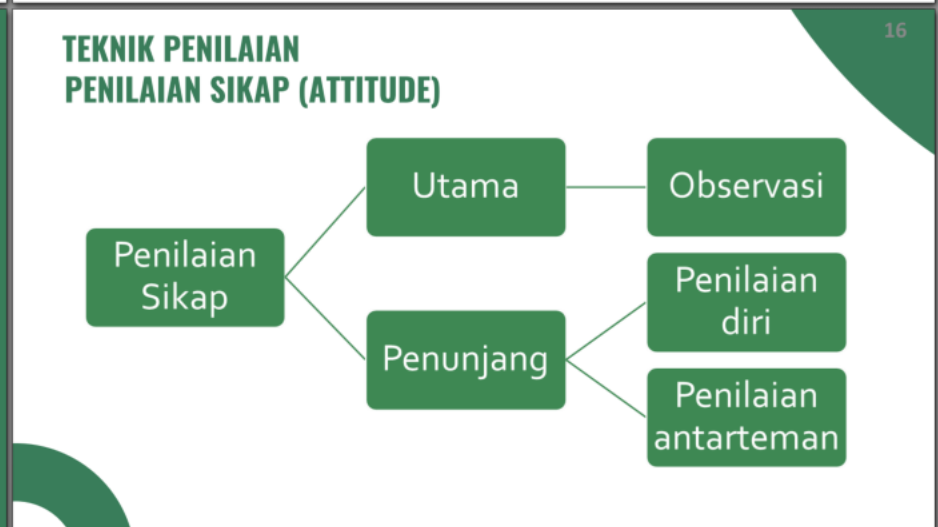 16
TEKNIK PENILAIAN
PENILAIAN SIKAP (ATTITUDE)
Penilaian
Sikap
Utama
Observasi
Penunjang
Penilaian
diri
Penilaian
antarteman